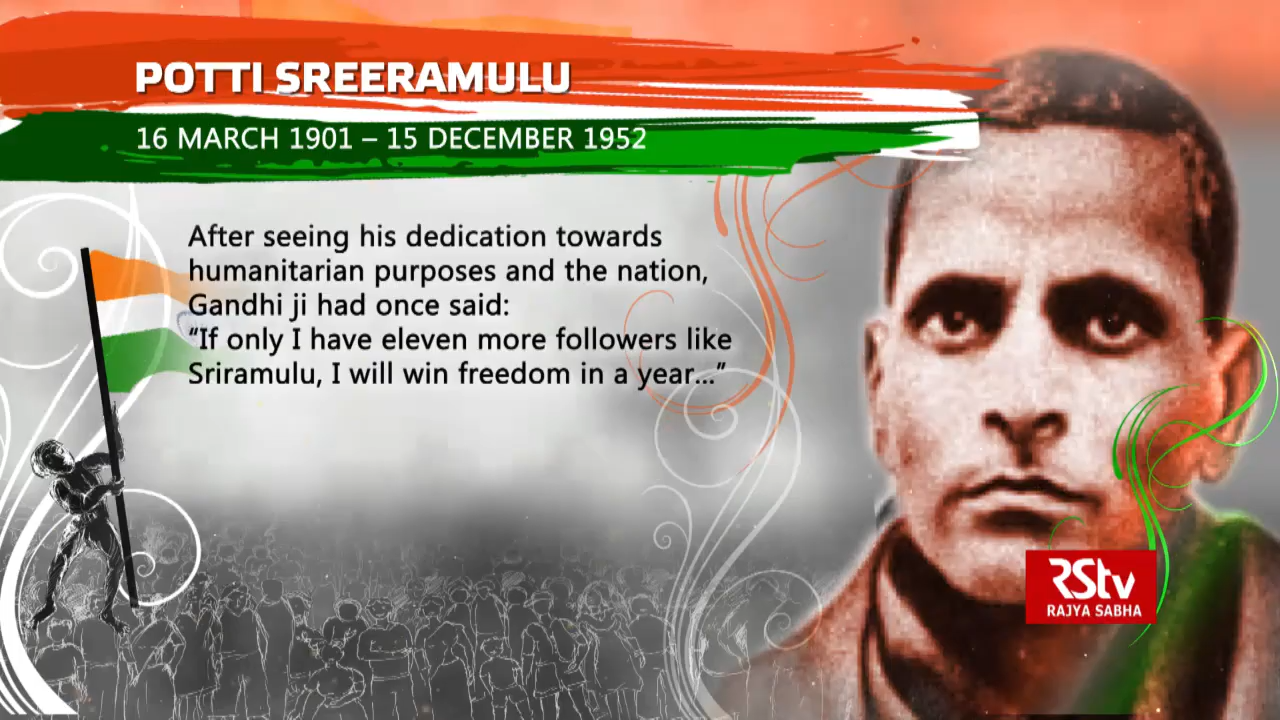 POTTI SREERAMULU
16 MARCH 1901 – 15 DECEMBER 1952
After seeing his dedication towards
humanitarian purposes and the nation,
Gandhi ji had once said:
“If only I have eleven more followers like
Sriramulu, I will win freedom in a year...”
RStv
RAJYA SABHA